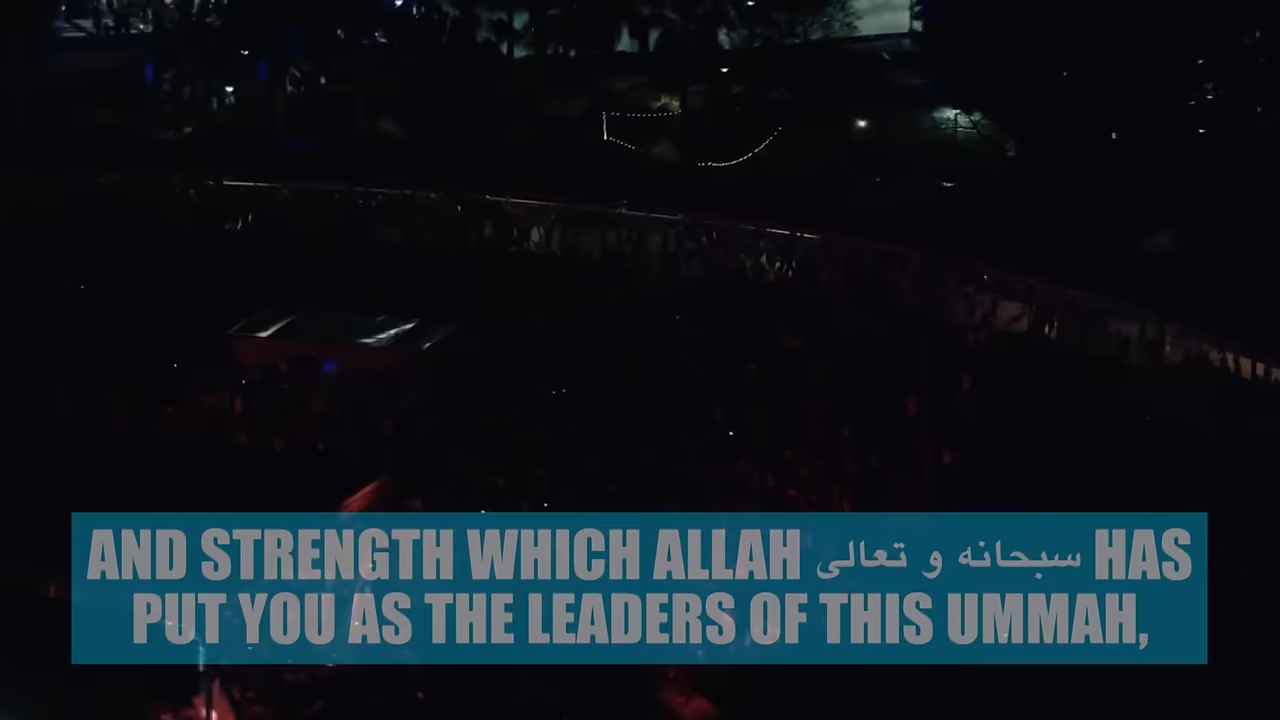 AND STRENGTH WHICH ALLAH سبحانه و تعالى HAS
PUT YOU AS THE LEADERS OF THIS UMMAH,